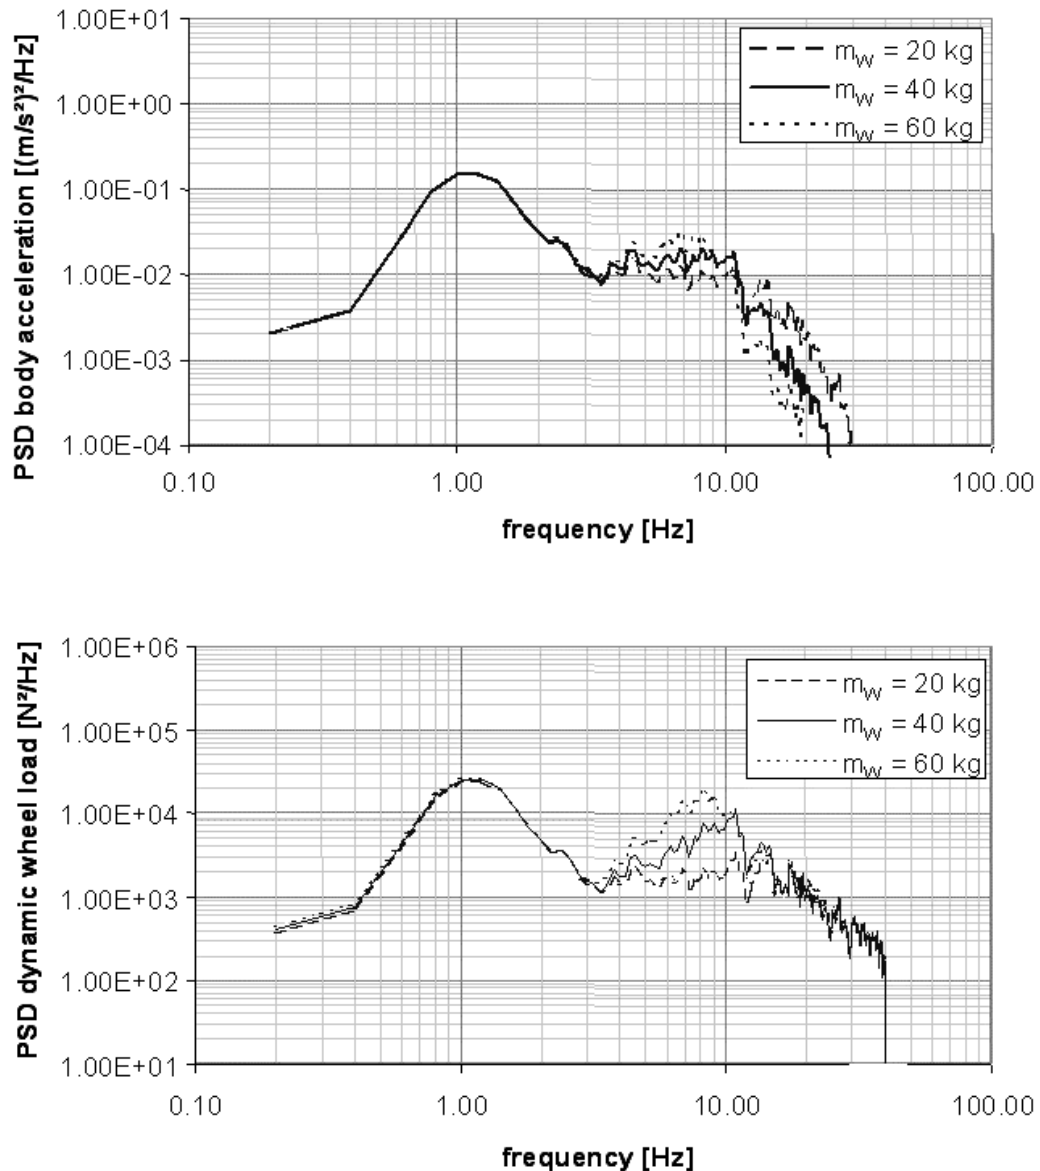 PSD body acceleration [(m/s²)²/Hz]
1.00E+01
1.00E+00
1.00E-01
1.00E-02
1.00E-03
1.00E-04
m_W = 20 kg
m_W = 40 kg
m_W = 60 kg
0.10 1.00 10.00 100.00
frequency [Hz]
PSD dynamic wheel load [N²/Hz]
1.00E+06
1.00E+05
1.00E+04
1.00E+03
1.00E+02
1.00E+01
m_W = 20 kg
m_W = 40 kg
m_W = 60 kg
0.10 1.00 10.00 100.00
frequency [Hz]